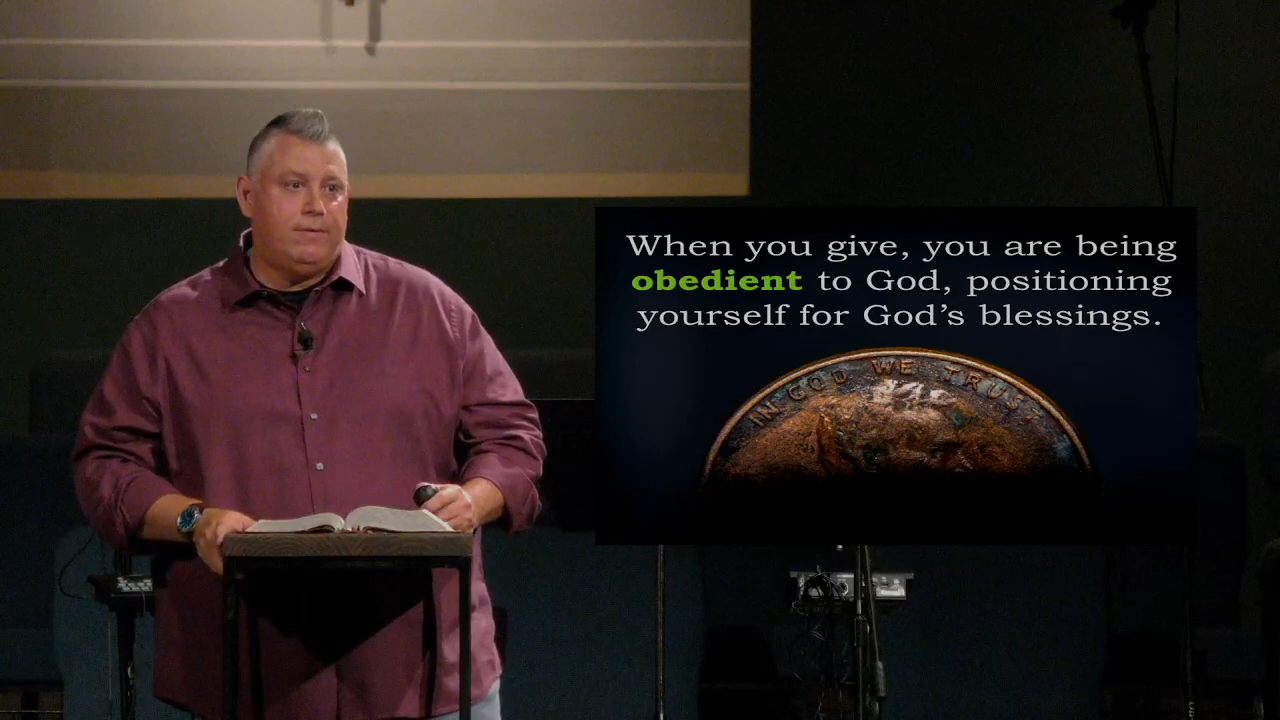 When you give, you are being
obedient to God, positioning
yourself for God’s blessings.
IN GOD WE TRUST